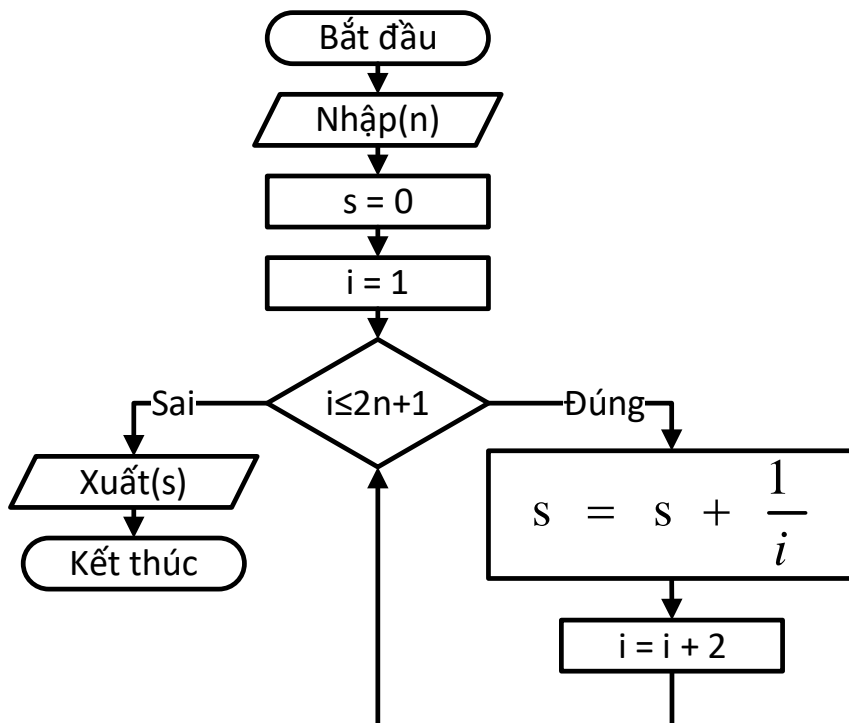 Bắt đầu
Nhập(n)
s = 0
i = 1
i≤2n+1
Sai
Đúng
Xuất(s)
Kết thúc
s = s + 1/i
i = i + 2